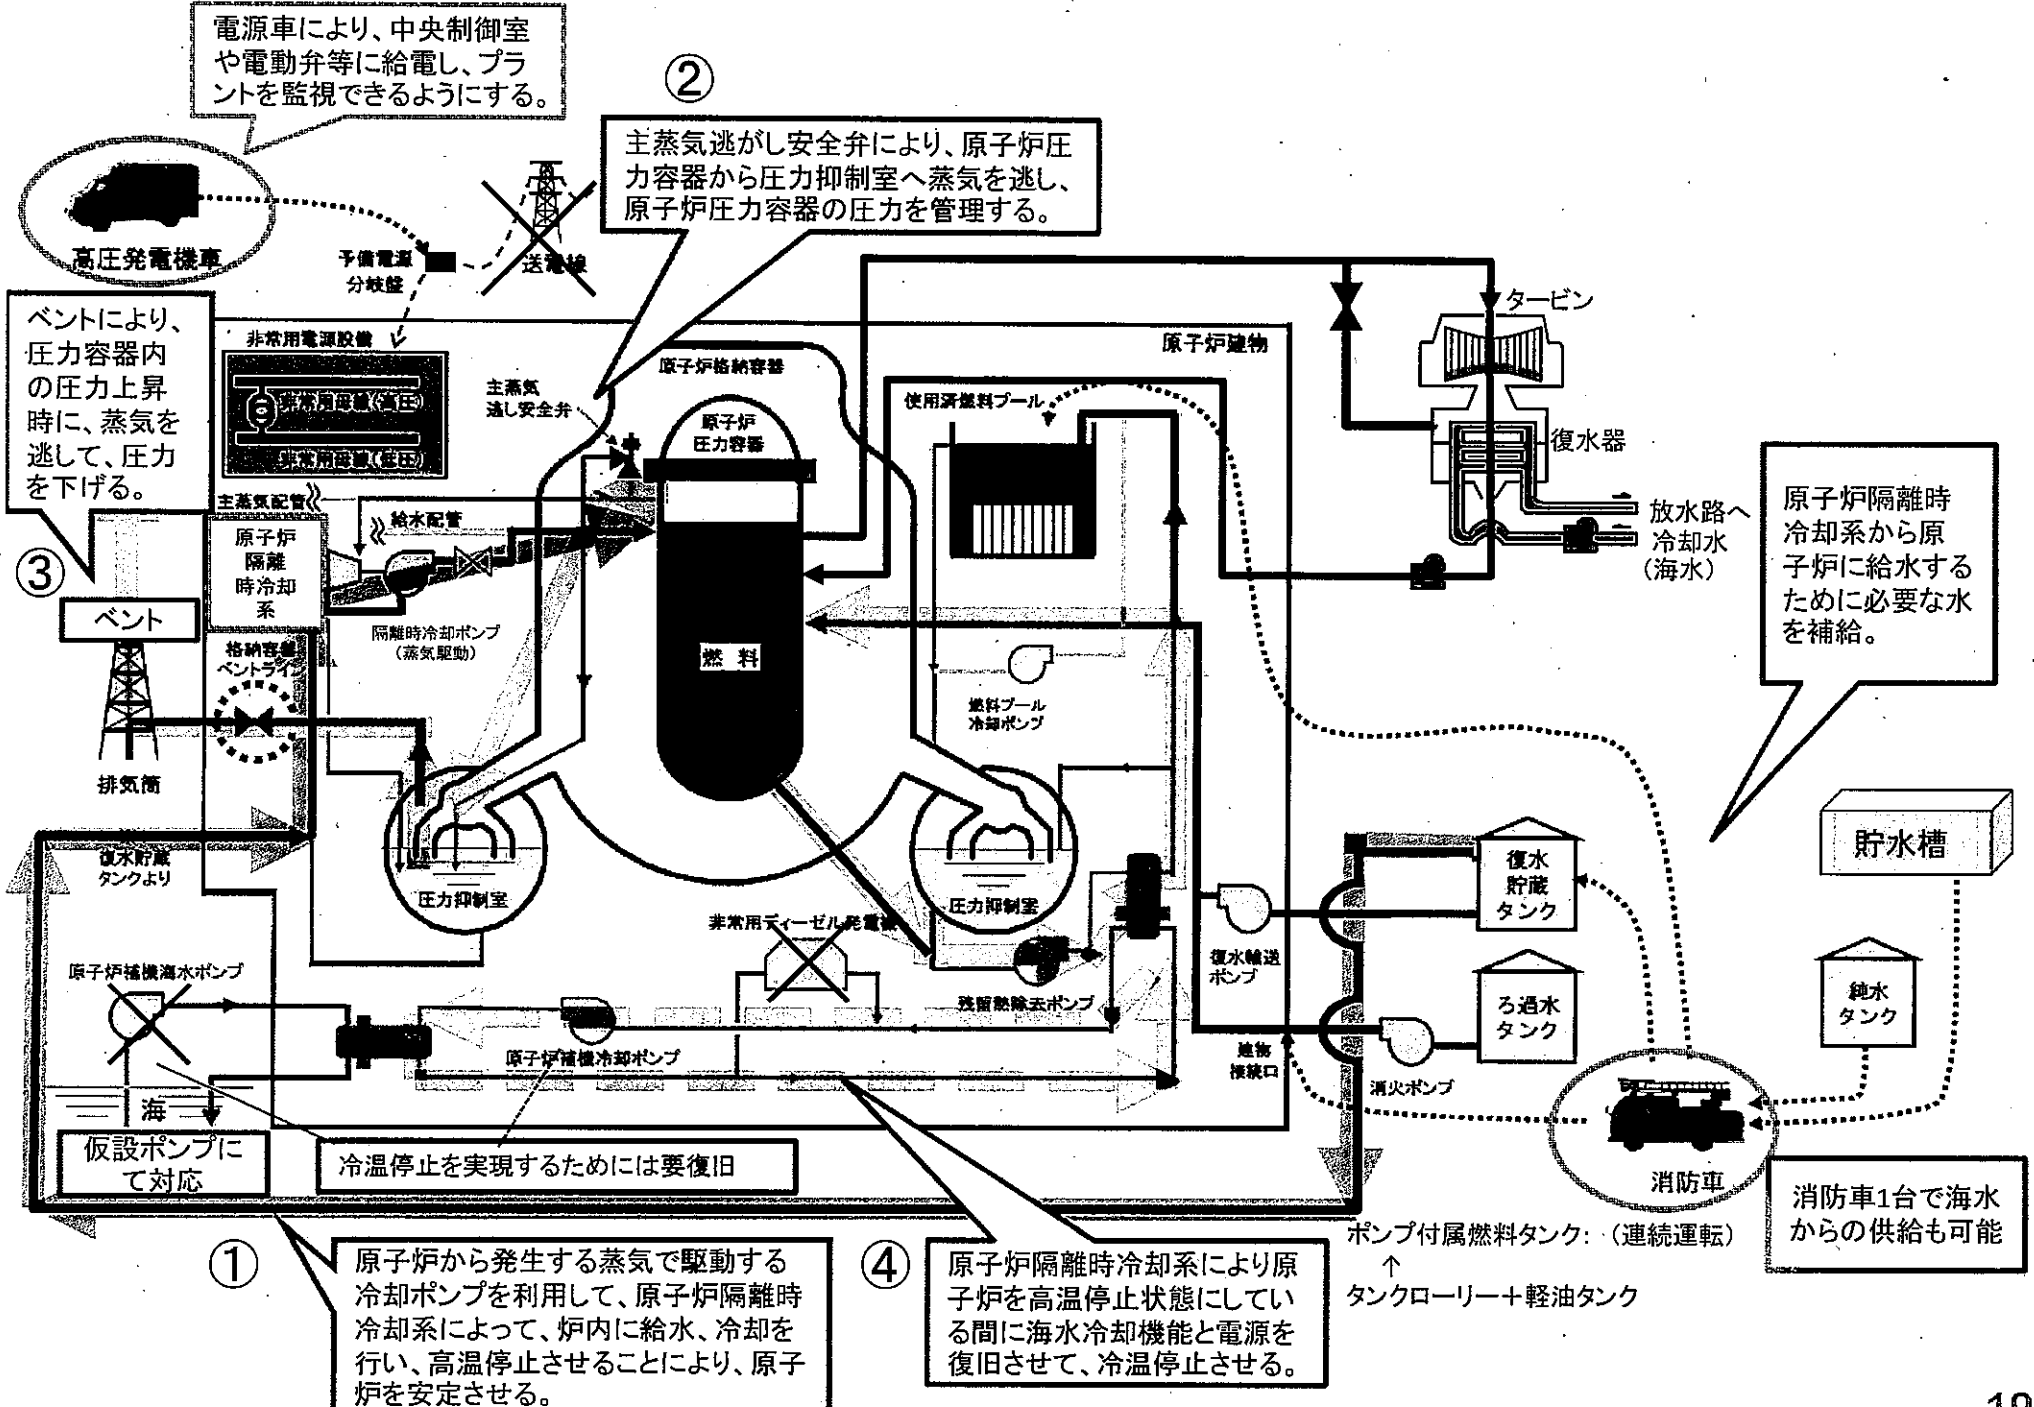 電源車により、中央制御室
や電動弁等に給電し、プラ
ントを監視できるようにする。
②
主蒸気逃がし安全弁により、原子炉圧
力容器から圧力抑制室へ蒸気を逃し、
原子炉圧力容器の圧力を管理する。
高圧発電機車
予備電源
分岐盤
送電線
ベントにより、
圧力容器内
の圧力上昇
時に、蒸気を
逃して、圧力
を下げる。
③
非常用電源設備
非常用母線(高圧)
非常用母線(低圧)
主蒸気
逃し安全弁
原子炉格納容器
原子炉
圧力容器
原子炉建物
使用済燃料プール
タービン
復水器
放水路へ
冷却水
(海水)
原子炉隔離時
冷却系から原
子炉に給水する
ために必要な水
を補給。
主蒸気配管
給水配管
原子炉
隔離
時冷却
系
隔離時冷却ポンプ
(蒸気駆動)
ベント
格納容器
ベントライン
排気筒
燃料
燃料プール
冷却ポンプ
復水貯蔵
タンクより
圧力抑制室
圧力抑制室
非常用ディーゼル発電機
残留熱除去ポンプ
復水輸送
ポンプ
復水
貯蔵
タンク
貯水槽
ろ過水
タンク
純水
タンク
原子炉補機海水ポンプ
原子炉補機冷却ポンプ
建物
接続口
消火ポンプ
海
仮設ポンプに
て対応
冷温停止を実現するためには要復旧
消防車
消防車1台で海水
からの供給も可能
ポンプ付属燃料タンク:(連続運転)
↑
タンクローリー+軽油タンク
①
原子炉から発生する蒸気で駆動する
冷却ポンプを利用して、原子炉隔離時
冷却系によって、炉内に給水、冷却を
行い、高温停止させることにより、原子
炉を安定させる。
④
原子炉隔離時冷却系により原
子炉を高温停止状態にしてい
る間に海水冷却機能と電源を
復旧させて、冷温停止させる。